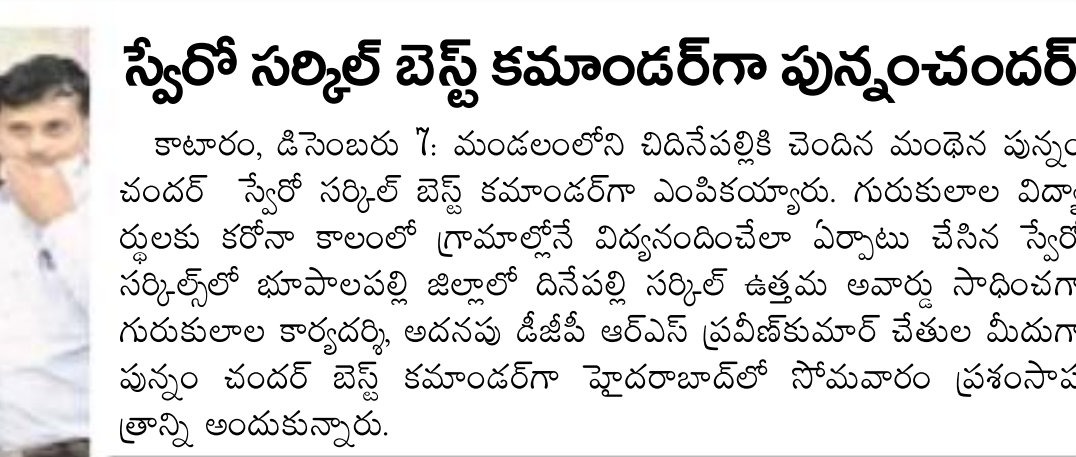 స్వేరో సర్కిల్ బెస్ట్ కమాండర్‌గా పున్నంచందర్
కాటారం, డిసెంబరు 7: మండలంలోని చిదినేపల్లికి చెందిన మంథెన పున్నం
చందర్ స్వేరో సర్కిల్ బెస్ట్ కమాండర్‌గా ఎంపికయ్యారు. గురుకులాల విద్యా
ర్థులకు కరోనా కాలంలో గ్రామాల్లోనే విద్యనందించేలా ఏర్పాటు చేసిన స్వేరో
సర్కిల్స్‌లో భూపాలపల్లి జిల్లాలో దినేపల్లి సర్కిల్ ఉత్తమ అవార్డు సాధించగా
గురుకులాల కార్యదర్శి, అదనపు డీజీపీ ఆర్ఎస్ ప్రవీణ్‌కుమార్ చేతుల మీదుగా
పున్నం చందర్ బెస్ట్ కమాండర్‌గా హైదరాబాద్‌లో సోమవారం ప్రశంసాప
త్రాన్ని అందుకున్నారు.